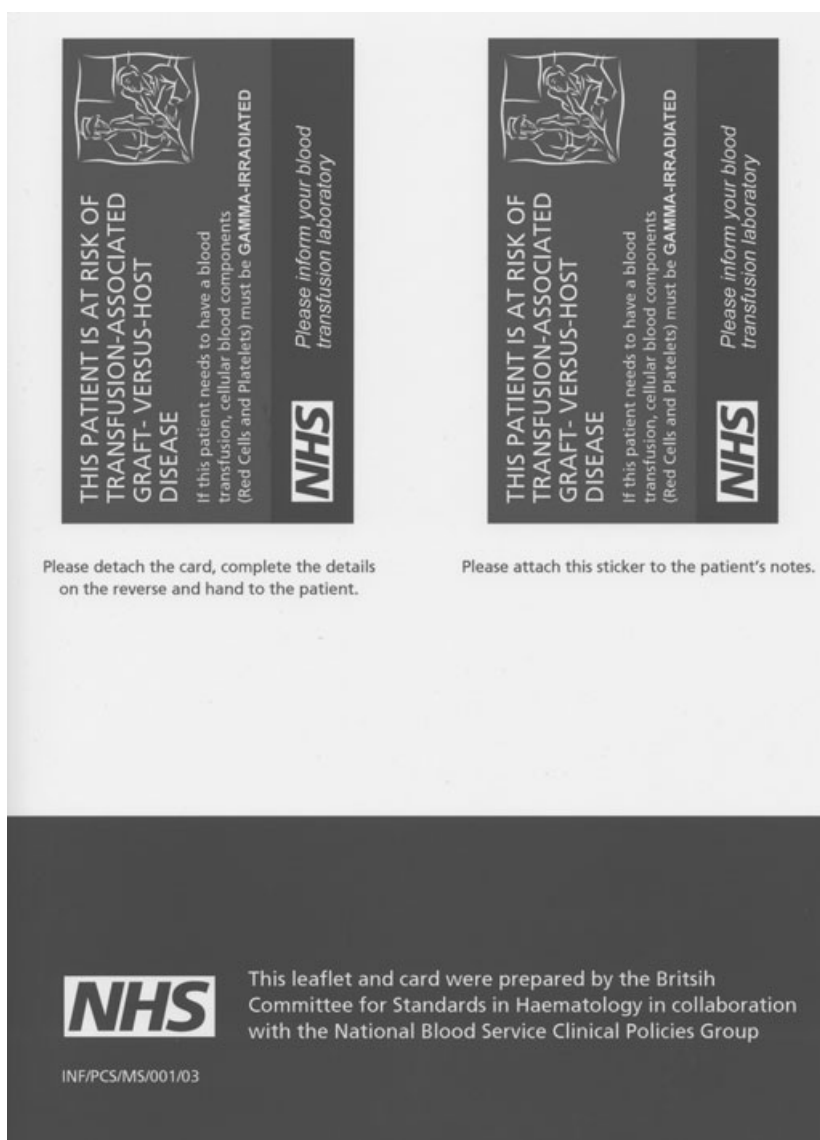 THIS PATIENT IS AT RISK OF
TRANSFUSION-ASSOCIATED
GRAFT- VERSUS-HOST
DISEASE
If this patient needs to have a blood
transfusion, cellular blood components
(Red Cells and Platelets) must be GAMMA-IRRADIATED
NHS
Please inform your blood
transfusion laboratory
Please detach the card, complete the details
on the reverse and hand to the patient.
THIS PATIENT IS AT RISK OF
TRANSFUSION-ASSOCIATED
GRAFT- VERSUS-HOST
DISEASE
If this patient needs to have a blood
transfusion, cellular blood components
(Red Cells and Platelets) must be GAMMA-IRRADIATED
NHS
Please inform your blood
transfusion laboratory
Please attach this sticker to the patient's notes.
NHS
This leaflet and card were prepared by the Britsih
Committee for Standards in Haematology in collaboration
with the National Blood Service Clinical Policies Group
INF/PCS/MS/001/03